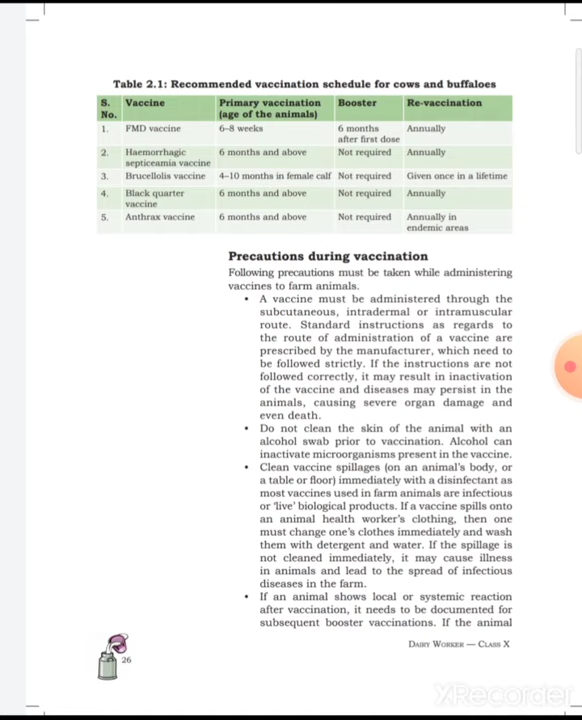 Table 2.1: Recommended vaccination schedule for cows and buffaloes
S. No. Vaccine Primary vaccination (age of the animals) Booster Re-vaccination
1. FMD vaccine 6–8 weeks 6 months after first dose Annually
2. Haemorrhagic septiceamia vaccine 6 months and above Not required Annually
3. Brucellolis vaccine 4–10 months in female calf Not required Given once in a lifetime
4. Black quarter vaccine 6 months and above Not required Annually
5. Anthrax vaccine 6 months and above Not required Annually in endemic areas
Precautions during vaccination
Following precautions must be taken while administering
vaccines to farm animals.
• A vaccine must be administered through the
subcutaneous, intradermal or intramuscular
route. Standard instructions as regards to
the route of administration of a vaccine are
prescribed by the manufacturer, which need to
be followed strictly. If the instructions are not
followed correctly, it may result in inactivation
of the vaccine and diseases may persist in the
animals, causing severe organ damage and
even death.
• Do not clean the skin of the animal with an
alcohol swab prior to vaccination. Alcohol can
inactivate microorganisms present in the vaccine.
• Clean vaccine spillages (on an animal's body, or
a table or floor) immediately with a disinfectant as
most vaccines used in farm animals are infectious
or 'live' biological products. If a vaccine spills onto
an animal health worker's clothing, then one
must change one's clothes immediately and wash
them with detergent and water. If the spillage is
not cleaned immediately, it may cause illness
in animals and lead to the spread of infectious
diseases in the farm.
• If an animal shows local or systemic reaction
after vaccination, it needs to be documented for
subsequent booster vaccinations. If the animal
Dairy Worker — Class X
26
XRecorder